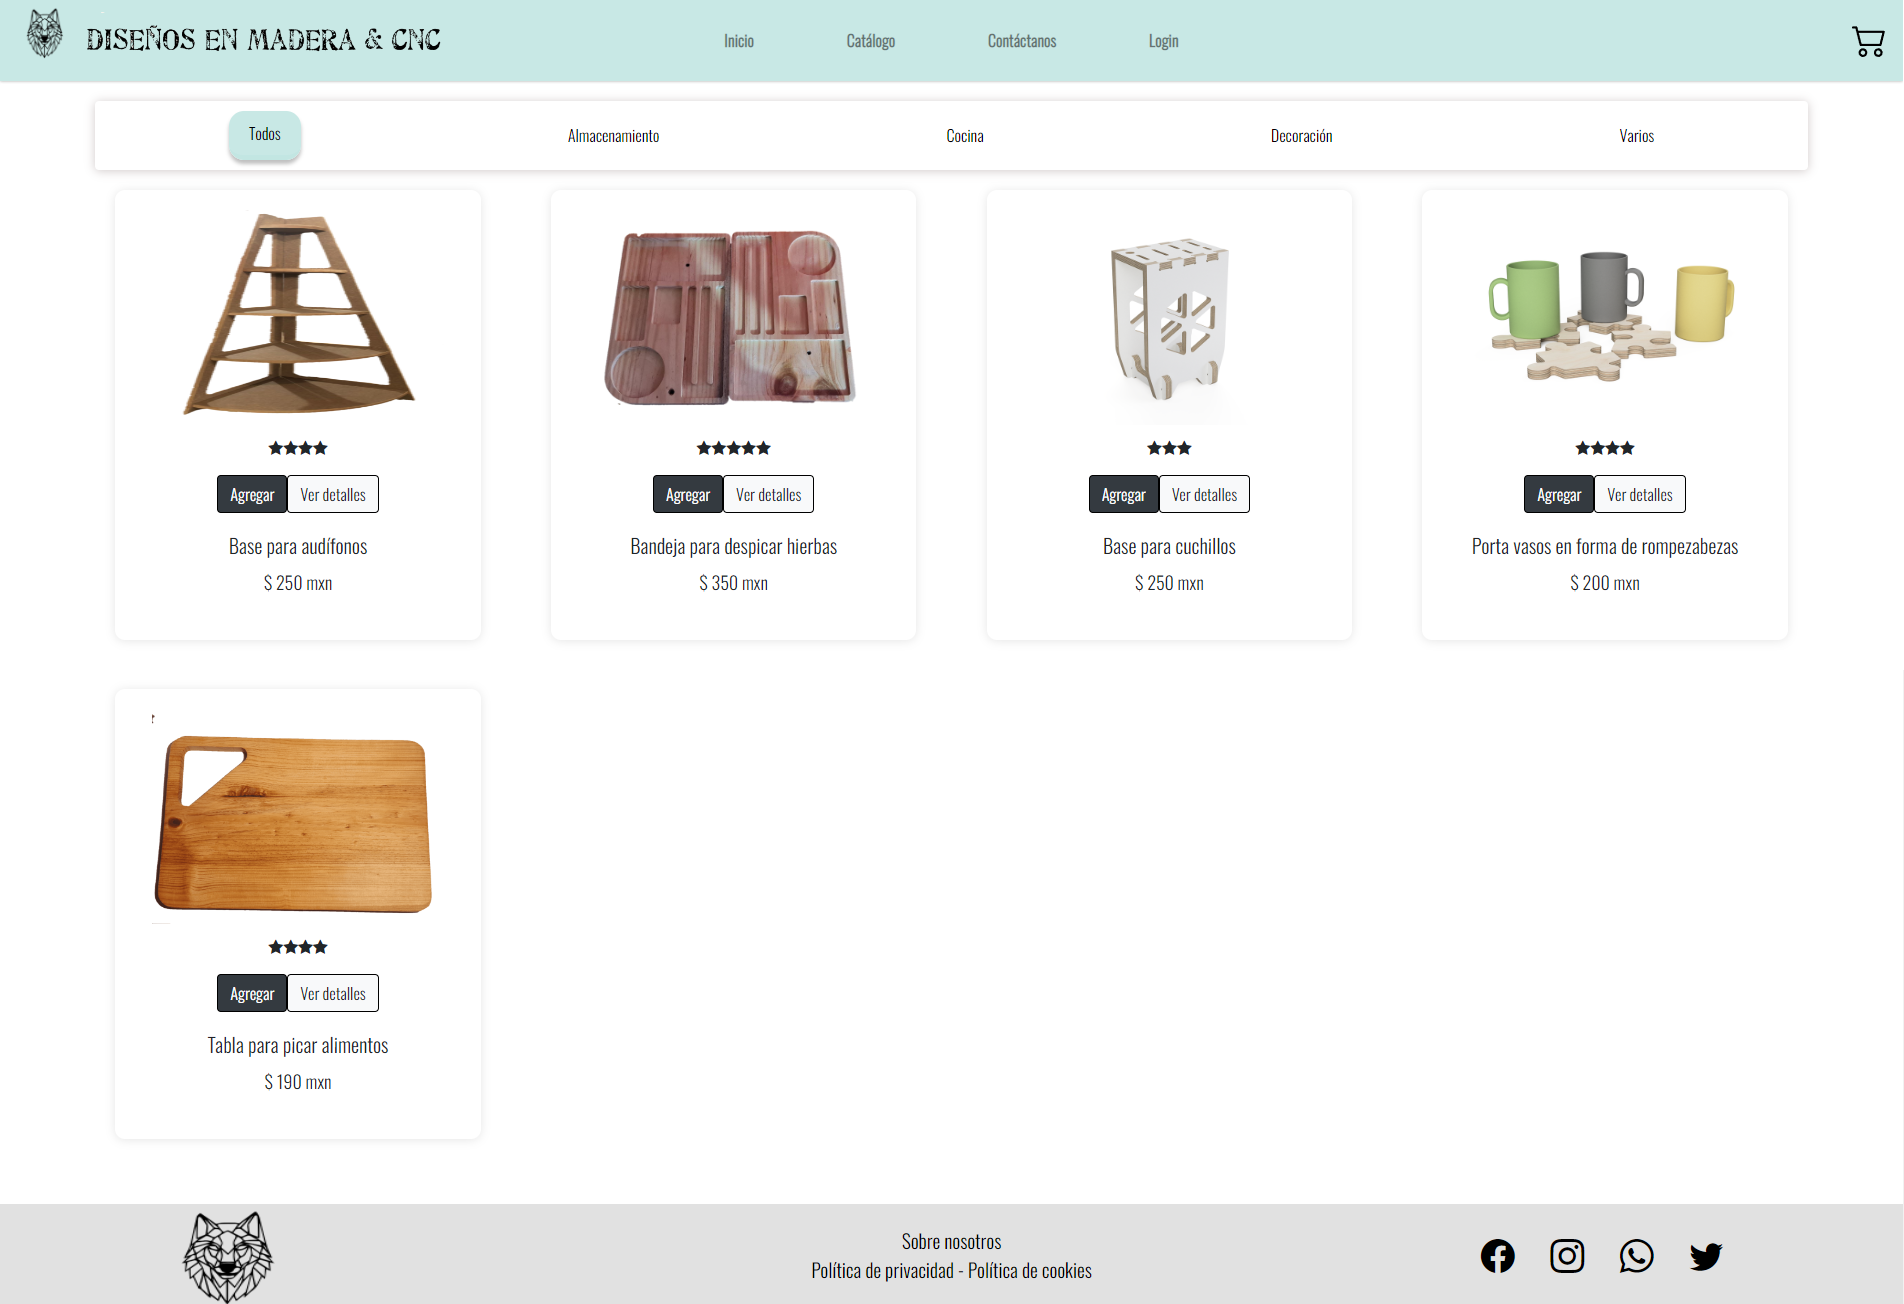 DISEÑOS EN MADERA & CNC
Inicio
Catálogo
Contáctanos
Login
Todos
Almacenamiento
Cocina
Decoración
Varios
Agregar
Ver detalles
Base para audífonos
$ 250 mxn
Agregar
Ver detalles
Bandeja para despicar hierbas
$ 350 mxn
Agregar
Ver detalles
Base para cuchillos
$ 250 mxn
Agregar
Ver detalles
Porta vasos en forma de rompezabezas
$ 200 mxn
Agregar
Ver detalles
Tabla para picar alimentos
$ 190 mxn
Sobre nosotros
Política de privacidad - Política de cookies